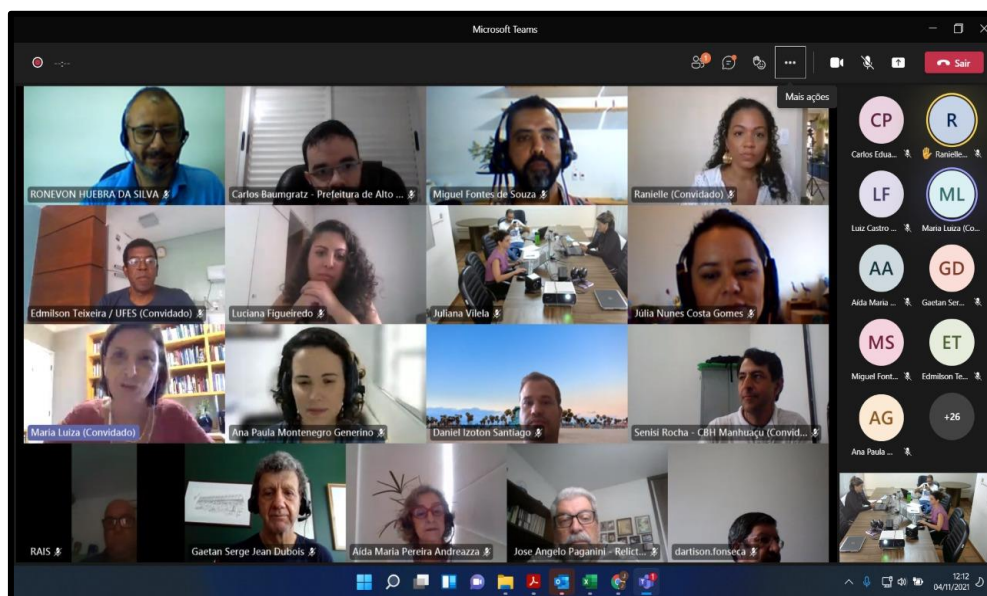 Microsoft Teams
--:--
1
Sair
Mais ações
RONEVON HUEBRA DA SILVA
Carlos Baumgratz - Prefeitura de Alto ...
Miguel Fontes de Souza
Ranielle (Convidado)
Edmilson Teixeira / UFES (Convidado)
Luciana Figueiredo
Juliana Vilela
Júlia Nunes Costa Gomes
Maria Luiza (Convidado)
Ana Paula Montenegro Generino
Daniel Izoton Santiago
Senisi Rocha - CBH Manhuaçu (Convid...
RAIS
Gaetan Serge Jean Dubois
Aída Maria Pereira Andreazza
Jose Angelo Paganini - Relict...
dartison.fonseca
CP
R
Carlos Edua...
Ranielle...
LF
ML
Luiz Castro ...
Maria Luiza (Co...
AA
GD
Aída Maria ...
Gaetan Ser...
MS
ET
Miguel Font...
Edmilson Te...
AG
+26
Ana Paula ...
12:12
04/11/2021